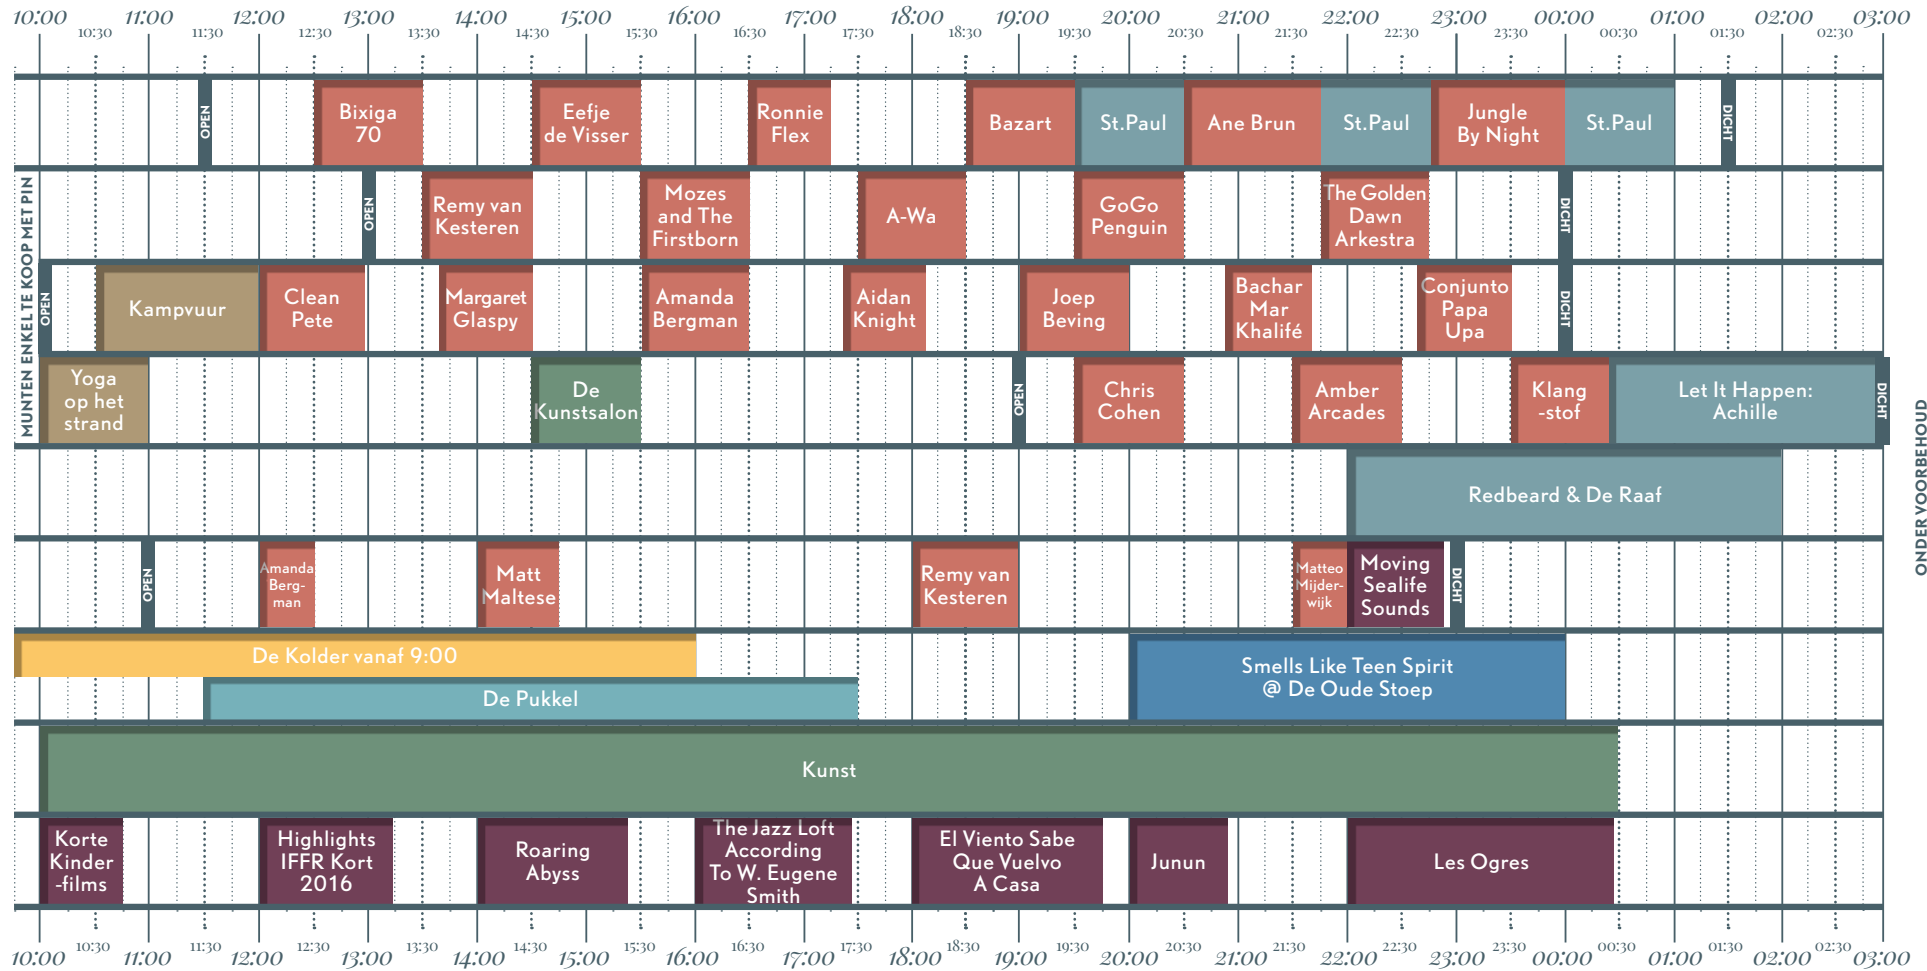 10:00 11:00 12:00 13:00 14:00 15:00 16:00 17:00 18:00 19:00 20:00 21:00 22:00 23:00 00:00 01:00 02:00 03:00
10:30 11:30 12:30 13:30 14:30 15:30 16:30 17:30 18:30 19:30 20:30 21:30 22:30 23:30 00:30 01:30 02:30
OPEN
Bixiga
70
Eefje
de Visser
Ronnie
Flex
Bazart
St.Paul
Ane Brun
St.Paul
Jungle
By Night
St.Paul
DICHT
MUNTEN ENKEL TE KOOP MET PIN
OPEN
Remy van
Kesteren
Mozes
and The
Firstborn
A-Wa
GoGo
Penguin
The Golden
Dawn
Arkestra
DICHT
OPEN
Kampvuur
Clean
Pete
Margaret
Glaspy
Amanda
Bergman
Aidan
Knight
Joep
Beving
Bachar
Mar
Khalifé
Conjunto
Papa
Upa
DICHT
Yoga
op het
strand
De
Kunstsalon
OPEN
Chris
Cohen
Amber
Arcades
Klang
-stof
Let It Happen:
Achille
DICHT
ONDER VOORBEHOUD
Redbeard & De Raaf
OPEN
Amanda
Berg-
man
Matt
Maltese
Remy van
Kesteren
Matteo
Mijder-
wijk
Moving
Sealife
Sounds
DICHT
De Kolder vanaf 9:00
De Pukkel
Smells Like Teen Spirit
@ De Oude Stoep
Kunst
Korte
Kinder
-films
Highlights
IFFR Kort
2016
Roaring
Abyss
The Jazz Loft
According
To W. Eugene
Smith
El Viento Sabe
Que Vuelvo
A Casa
Junun
Les Ogres
10:30 11:30 12:30 13:30 14:30 15:30 16:30 17:30 18:30 19:30 20:30 21:30 22:30 23:30 00:30 01:30 02:30
10:00 11:00 12:00 13:00 14:00 15:00 16:00 17:00 18:00 19:00 20:00 21:00 22:00 23:00 00:00 01:00 02:00 03:00